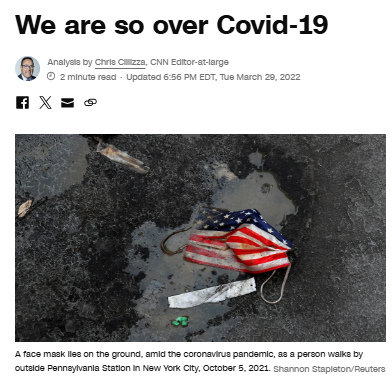 We are so over Covid-19
Analysis by Chris Cillizza, CNN Editor-at-large
2 minute read · Updated 6:56 PM EDT, Tue March 29, 2022
A face mask lies on the ground, amid the coronavirus pandemic, as a person walks by
outside Pennsylvania Station in New York City, October 5, 2021. Shannon Stapleton/Reuters